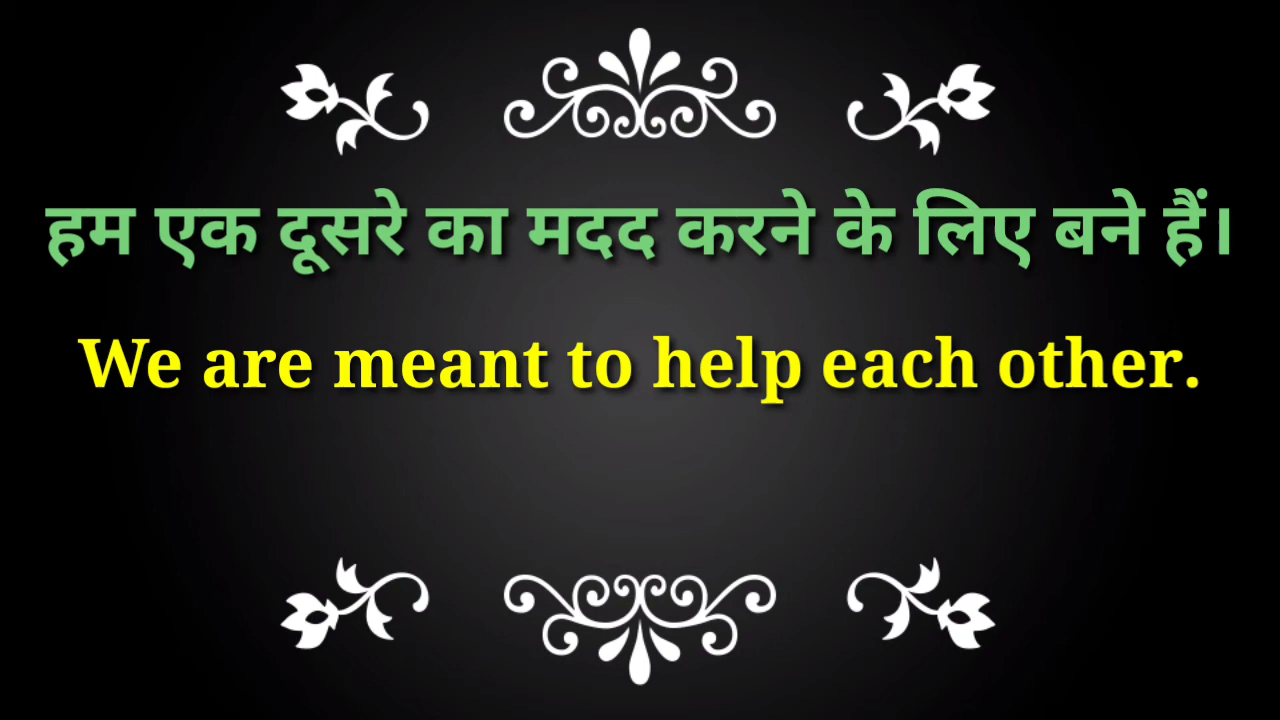 हम एक दूसरे का मदद करने के लिए बने हैं।
We are meant to help each other.